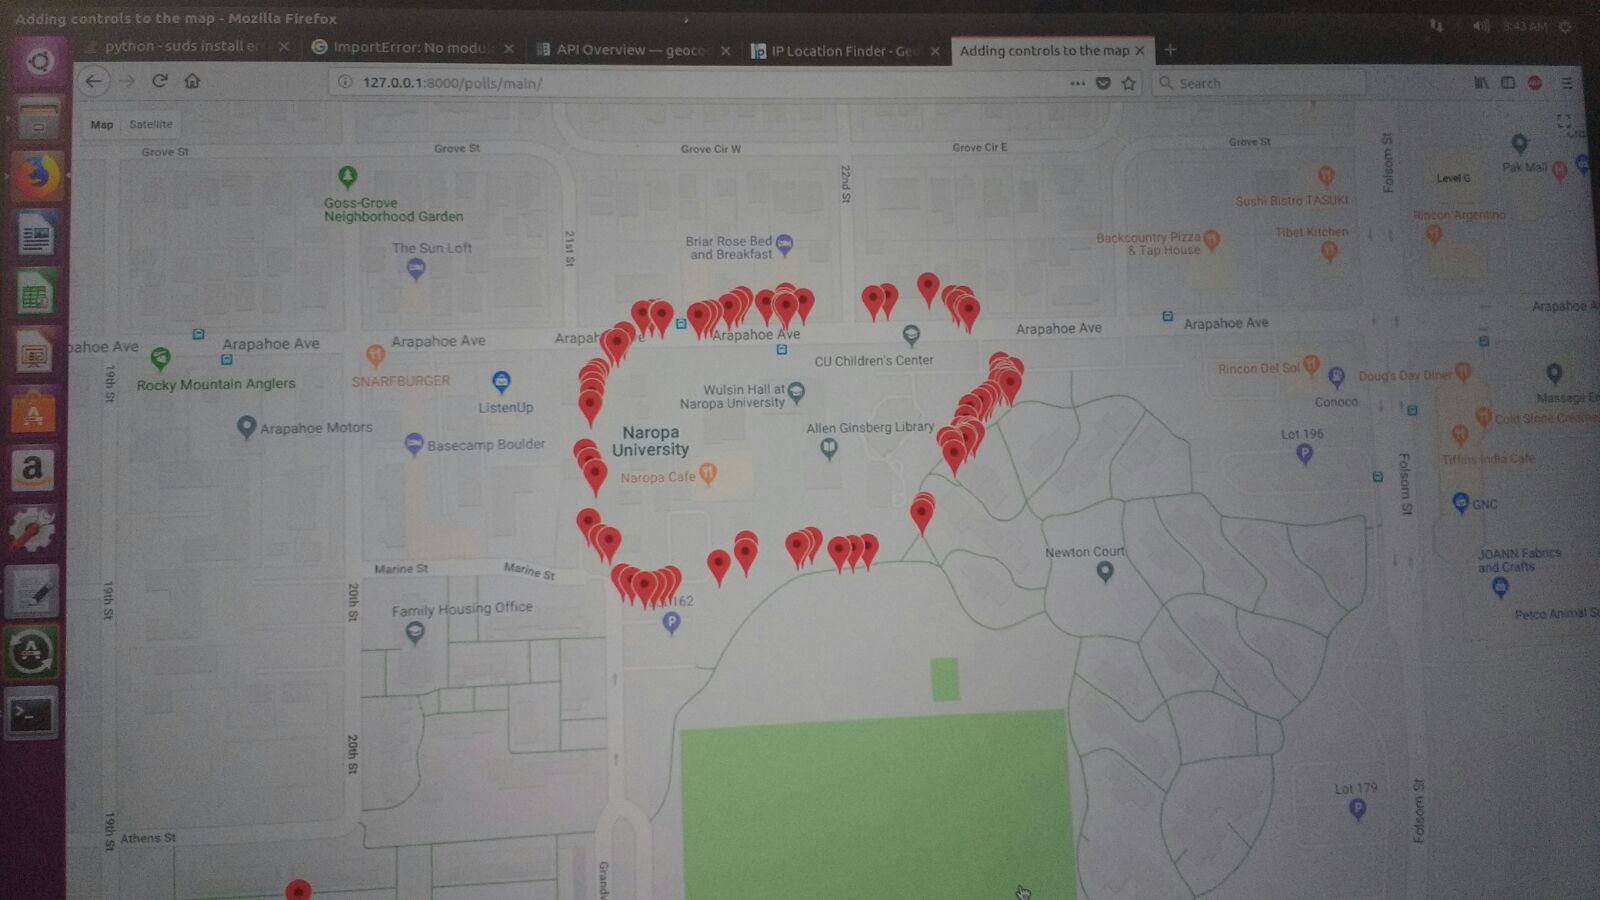 Adding controls to the map - Mozilla Firefox
8:43 AM
python - suds install er
ImportError: No modul
API Overview — geoco
IP Location Finder - Geo
Adding controls to the map
127.0.0.1:8000/polls/main/
Search
Map
Satellite
Grove St
Grove St
Grove Cir W
Grove Cir E
Grove St
Folsom St
Pak Mail
Level G
22nd St
Goss-Grove
Neighborhood Garden
Sushi Bistro TASUKI
Rincon Argentino
The Sun Loft
21st St
Briar Rose Bed
and Breakfast
Backcountry Pizza
& Tap House
Tibet Kitchen
Arapahoe A
pahoe Ave
Arapahoe Ave
Arapahoe Ave
Arapah
e
Arapahoe Ave
Arapahoe Ave
Arapahoe Ave
CU Children's Center
Rocky Mountain Anglers
SNARFBURGER
Rincon Del Sol
Doug's Day Diner
19th St
ListenUp
Wulsin Hall at
Naropa University
Conoco
Massage En
Arapahoe Motors
Basecamp Boulder
Naropa
University
Allen Ginsberg Library
Lot 196
Cold Stone Creame
Tiffins India Cafe
Naropa Cafe
Folsom St
GNC
Marine St
Marine St
Newton Court
JOANN Fabrics
and Crafts
19th St
20th St
Family Housing Office
162
Petco Animal S
20th St
Lot 179
19th St
Athens St
Folsom St
Grandv